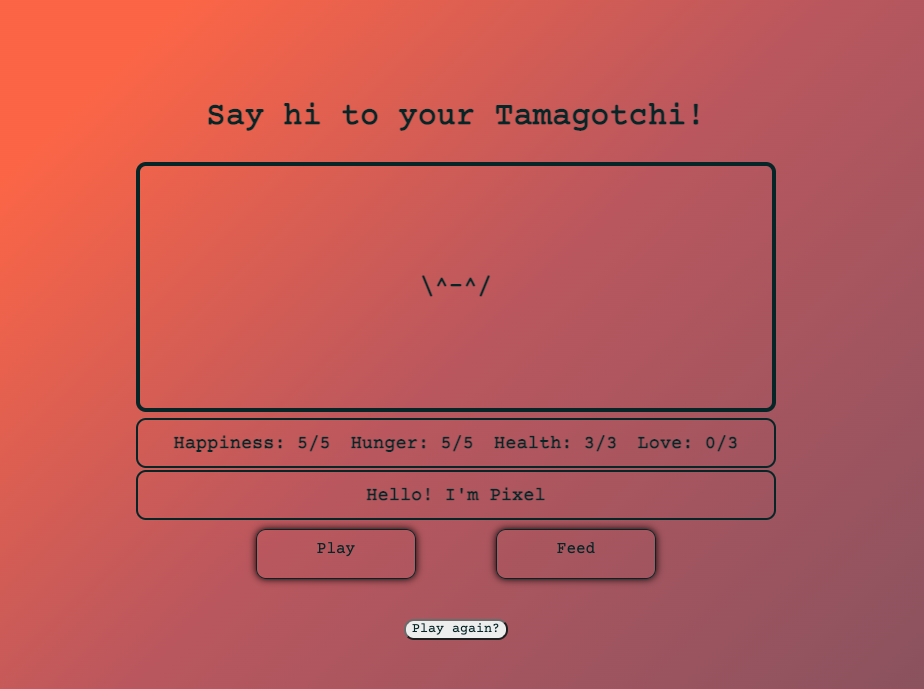 Say hi to your Tamagotchi!
\^-^/
Happiness: 5/5 Hunger: 5/5 Health: 3/3 Love: 0/3
Hello! I'm Pixel
Play Feed
Play again?